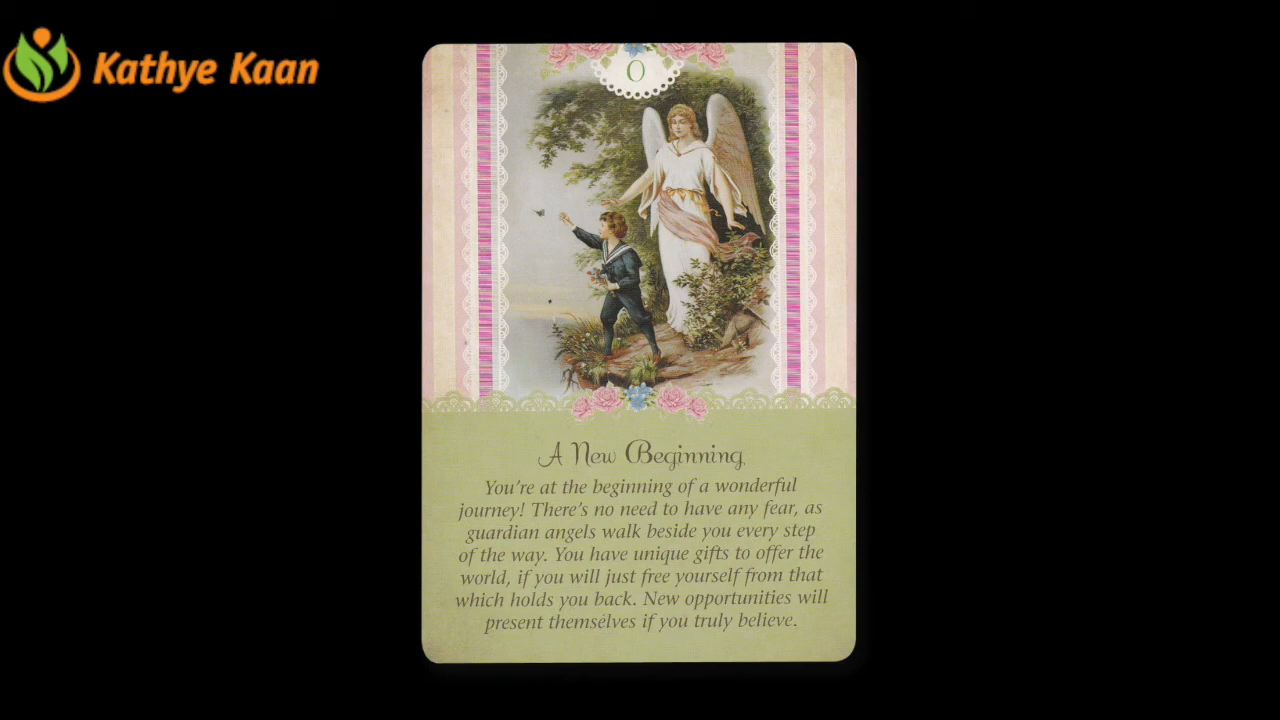 Kathye Kaan
0
A New Beginning
You're at the beginning of a wonderful
journey! There's no need to have any fear, as
guardian angels walk beside you every step
of the way. You have unique gifts to offer the
world, if you will just free yourself from that
which holds you back. New opportunities will
present themselves if you truly believe.